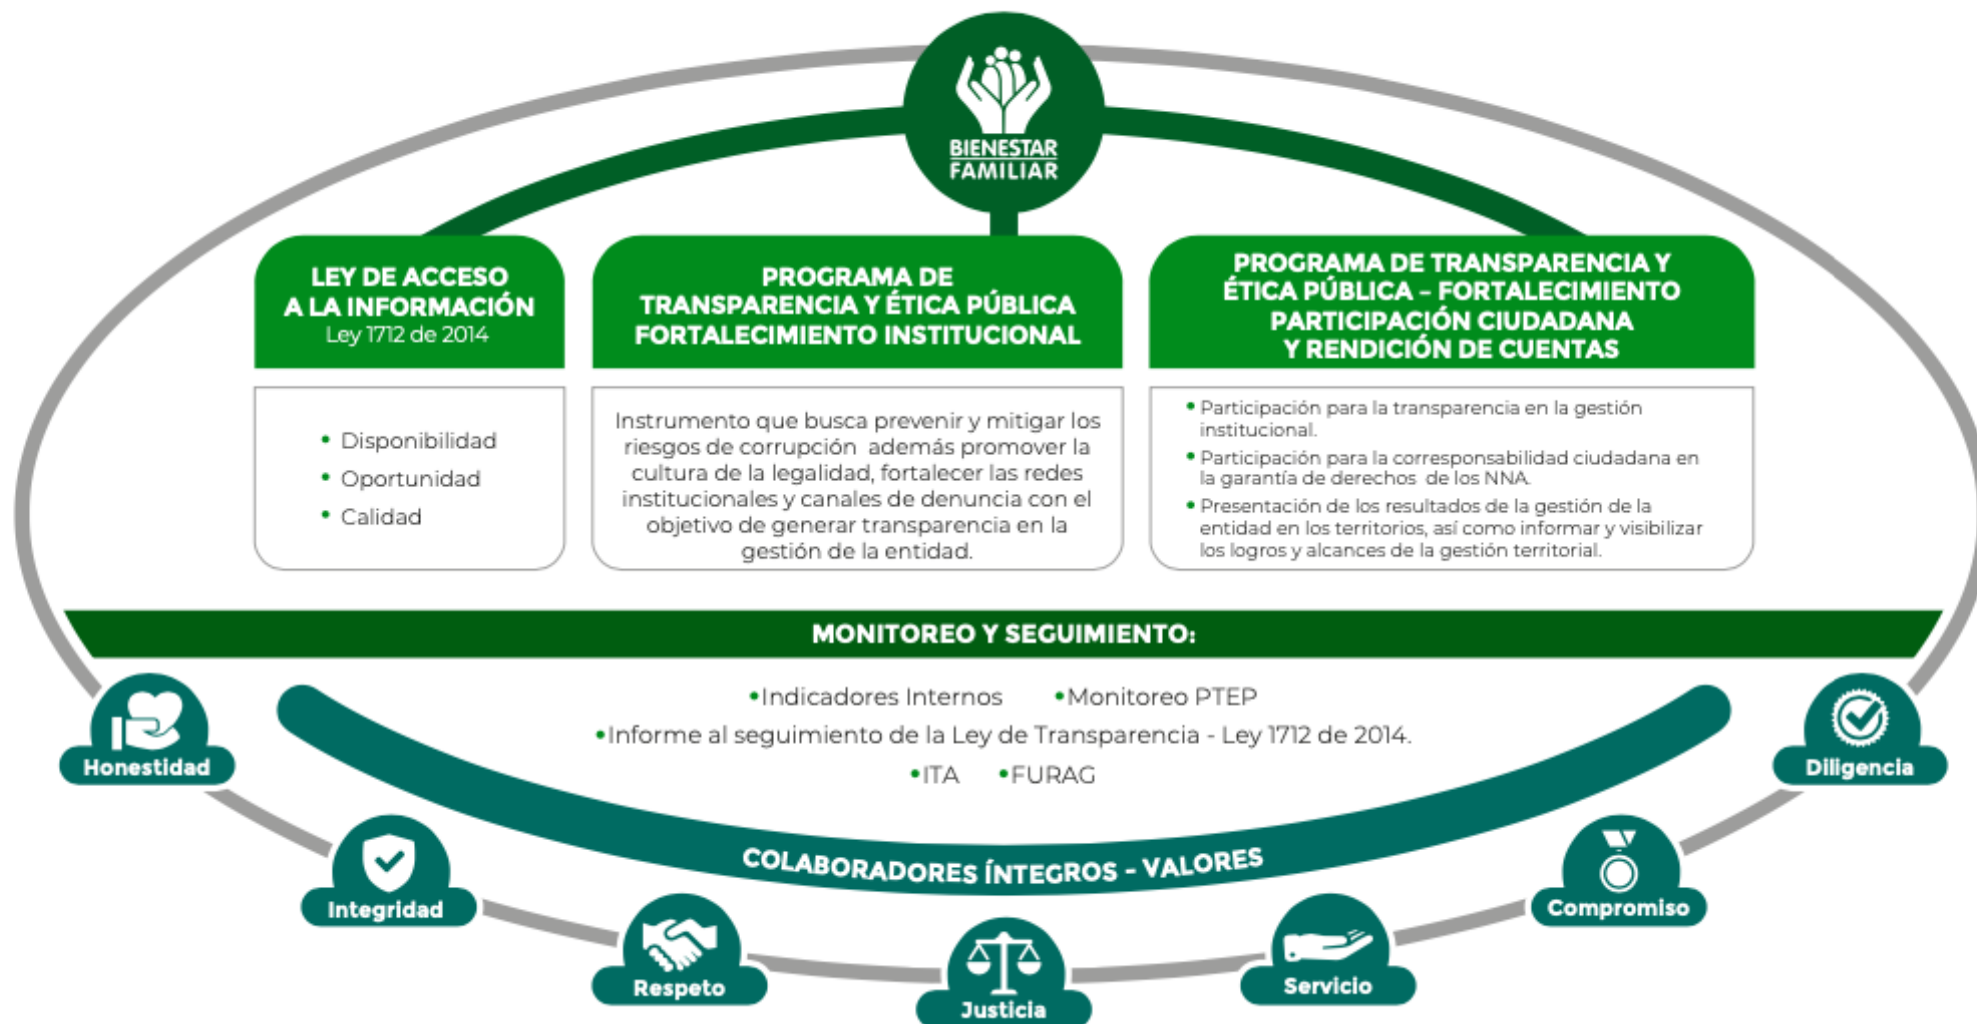 BIENESTAR
FAMILIAR
LEY DE ACCESO
A LA INFORMACIÓN
Ley 1712 de 2014
• Disponibilidad
• Oportunidad
• Calidad
PROGRAMA DE
TRANSPARENCIA Y ÉTICA PÚBLICA
FORTALECIMIENTO INSTITUCIONAL
Instrumento que busca prevenir y mitigar los
riesgos de corrupción además promover la
cultura de la legalidad, fortalecer las redes
institucionales y canales de denuncia con el
objetivo de generar transparencia en la
gestión de la entidad.
PROGRAMA DE TRANSPARENCIA Y
ÉTICA PÚBLICA – FORTALECIMIENTO
PARTICIPACIÓN CIUDADANA
Y RENDICIÓN DE CUENTAS
• Participación para la transparencia en la gestión
institucional.
• Participación para la corresponsabilidad ciudadana en
la garantía de derechos de los NNA.
• Presentación de los resultados de la gestión de la
entidad en los territorios, así como informar y visibilizar
los logros y alcances de la gestión territorial.
MONITOREO Y SEGUIMIENTO:
•Indicadores Internos •Monitoreo PTEP
•Informe al seguimiento de la Ley de Transparencia - Ley 1712 de 2014.
•ITA •FURAG
COLABORADORES ÍNTEGROS - VALORES
Honestidad
Integridad
Respeto
Justicia
Servicio
Compromiso
Diligencia